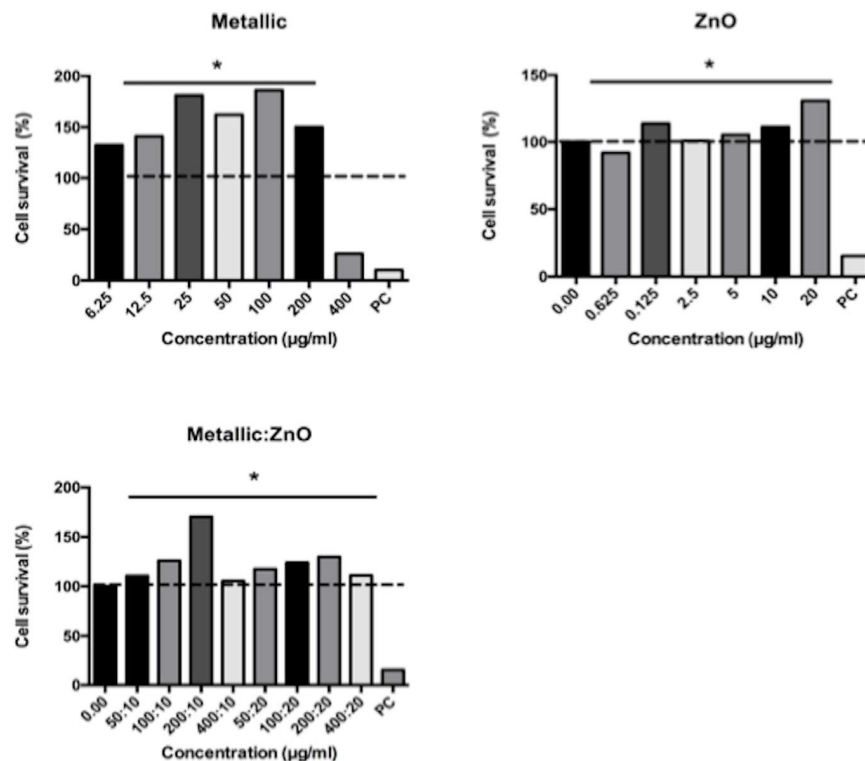 Metallic
*
200
150
100
50
0
Cell survival (%)
6.25 12.5 25 50 100 200 400 PC
Concentration (µg/ml)
ZnO
*
150
100
50
0
Cell survival (%)
0.00 0.625 0.125 2.5 5 10 20 PC
Concentration (µg/ml)
Metallic:ZnO
*
200
150
100
50
0
Cell survival (%)
0.00 50:10 100:10 200:10 400:10 50:20 100:20 200:20 400:20 PC
Concentration (µg/ml)